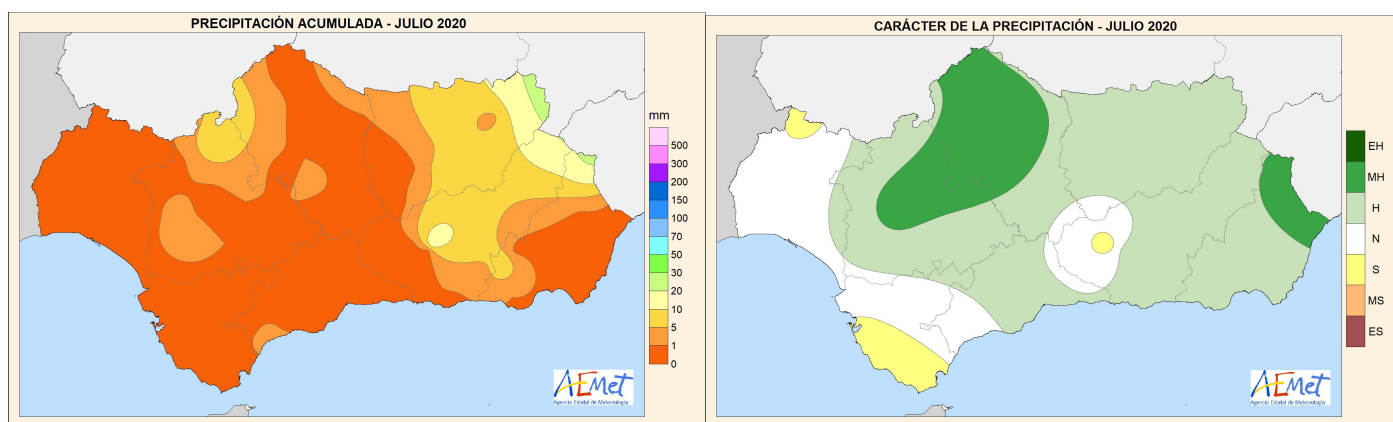 PRECIPITACIÓN ACUMULADA - JULIO 2020
mm
500
300
200
150
100
70
50
30
20
10
5
1
0
AEMet
Agencia Estatal de Meteorología
CARÁCTER DE LA PRECIPITACIÓN - JULIO 2020
EH
MH
H
N
S
MS
ES
AEMet
Agencia Estatal de Meteorología